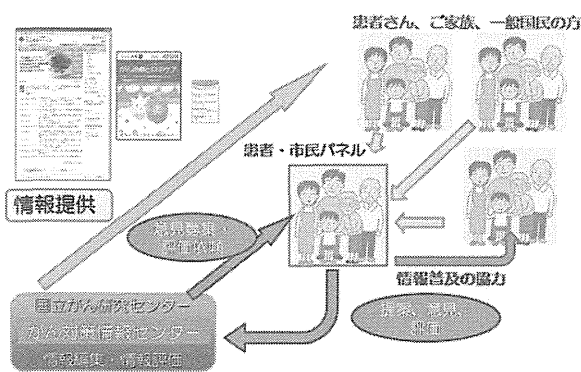 患者さん、ご家族、一般国民の方
患者・市民パネル
情報提供
意見募集・
評価依頼
情報普及の協力
国立がん研究センター
がん対策情報センター
情報編集・情報評価
提案、意見、
評価